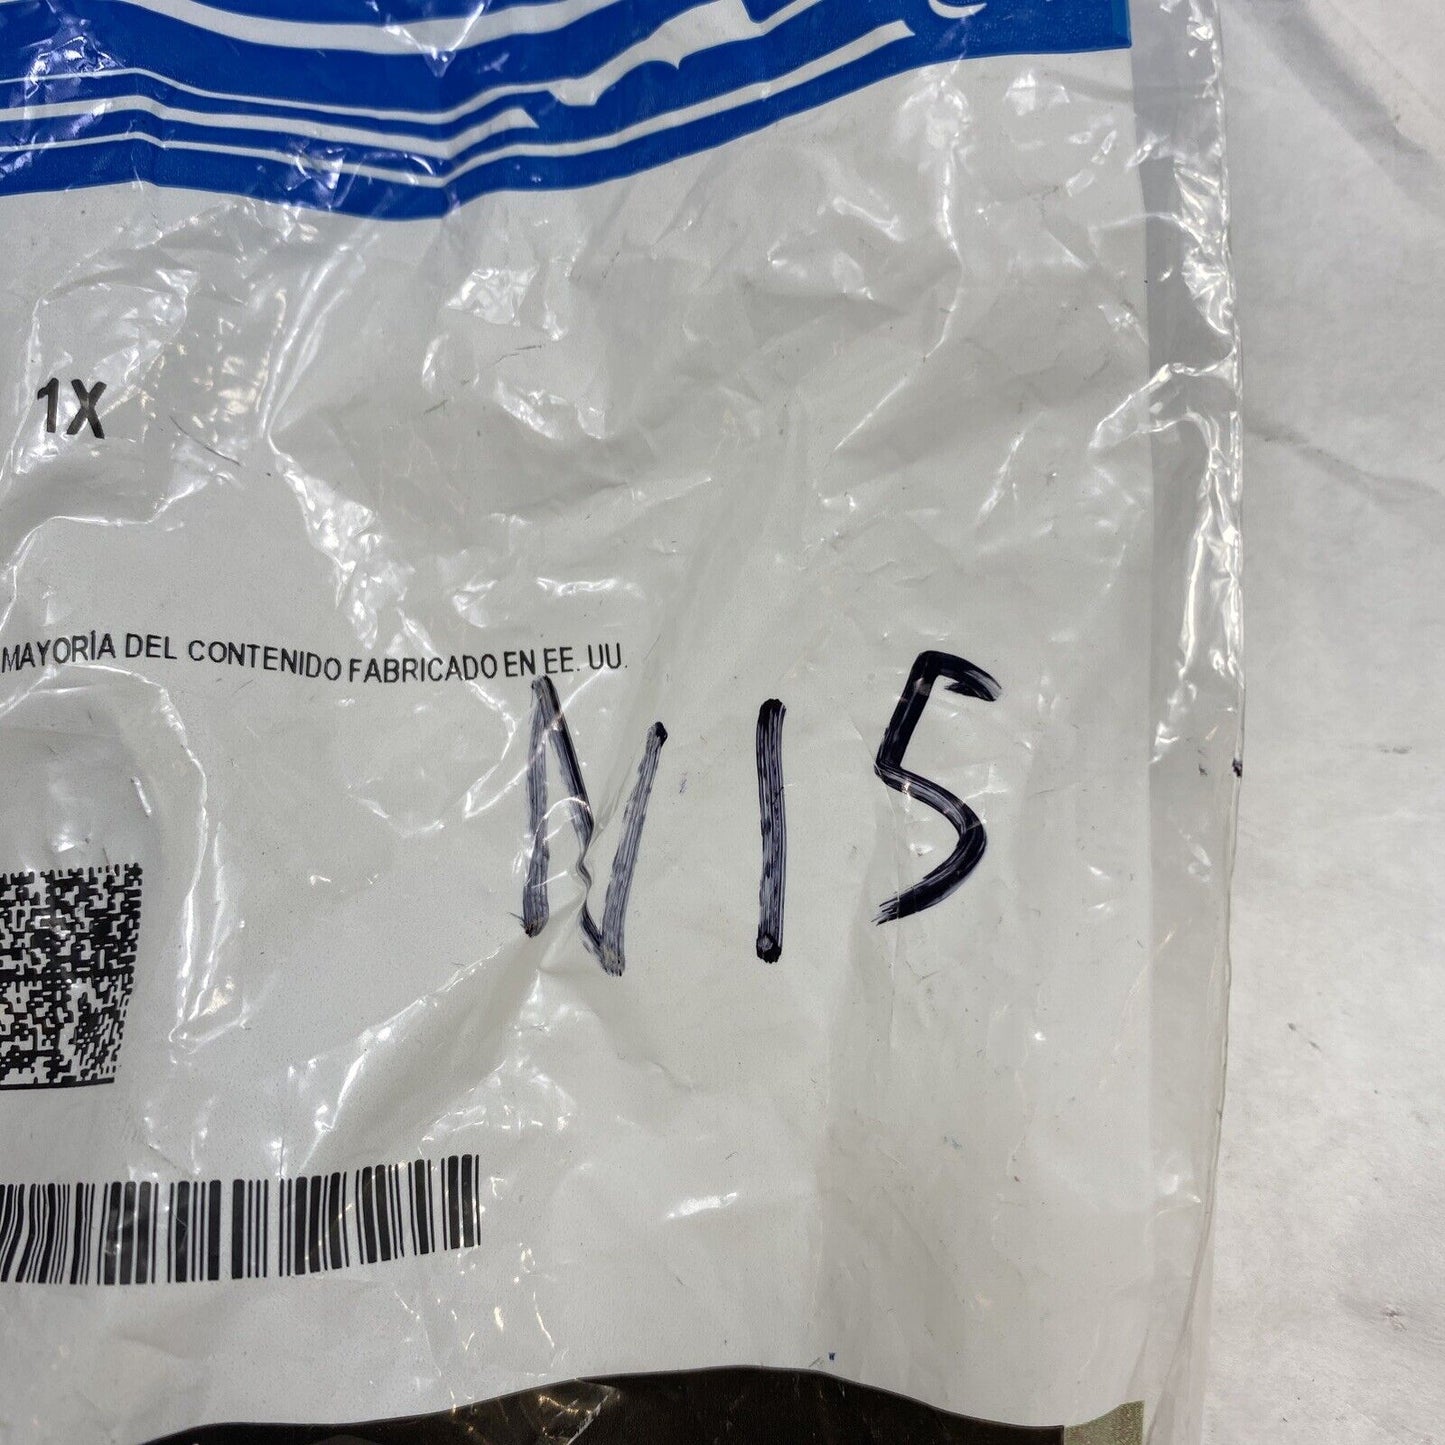 1X
MAYORÍA DEL CONTENIDO FABRICADO EN EE. UU.
N15